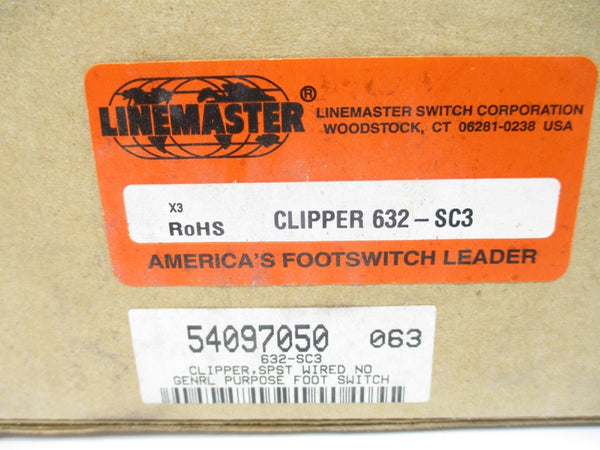 LINEMASTER ®
LINEMASTER SWITCH CORPORATION
WOODSTOCK, CT 06281-0238 USA
X3
RoHS CLIPPER 632 – SC3
AMERICA'S FOOTSWITCH LEADER
54097050 063
632-SC3
CLIPPER,SPST WIRED NO
GENRL PURPOSE FOOT SWITCH